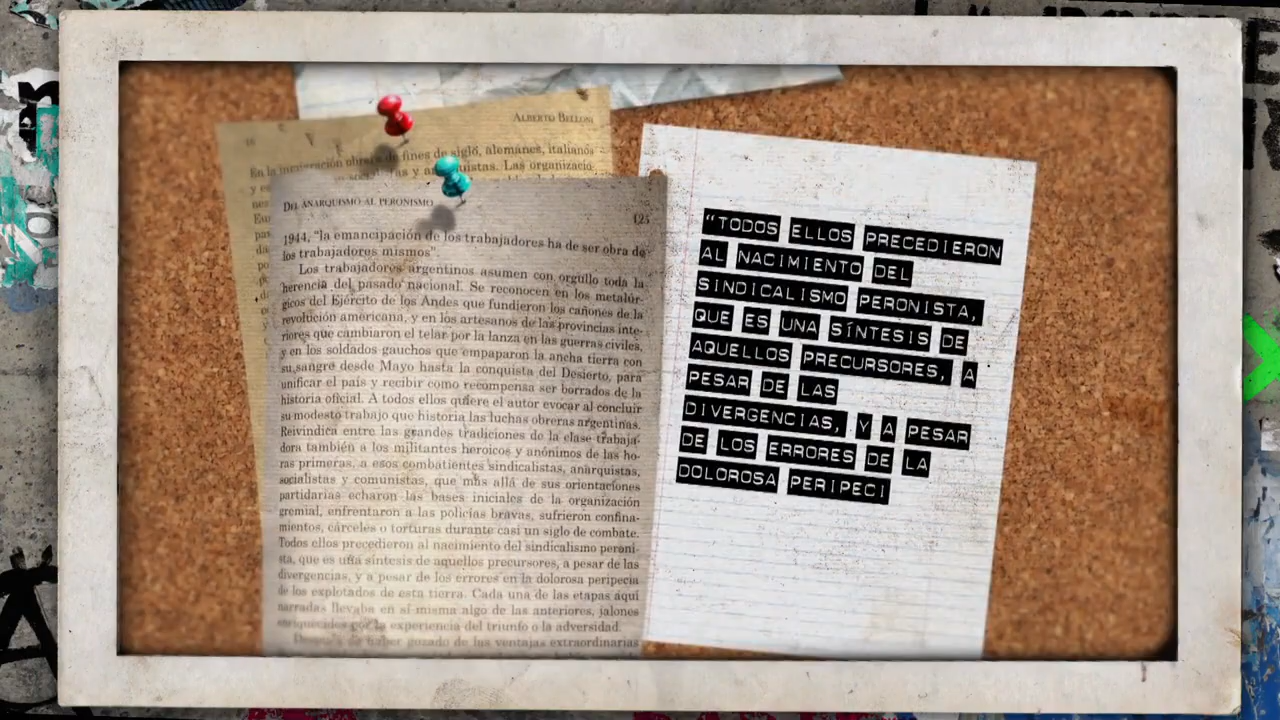 ALBERTO BELLONI
16
En la inmigración obrera de fines de siglo, alemanes, italianos
Las organizacio-
DEL ANARQUISMO AL PERONISMO
125
1944, "la emancipación de los trabajadores ha de ser obra de
los trabajadores mismos"
Los trabajadores argentinos asumen con orgullo toda la
herencia del pasado nacional. Se reconocen en los metalúr-
gicos del Ejército de los Andes que fundieron los cañones de la
revolución americana, y en los artesanos de las provincias inte-
riores que cambiaron el telar por la lanza en las guerras civiles,
y en los soldados gauchos que empaparon la ancha tierra con
su sangre desde Mayo hasta la conquista del Desierto, para
unificar el país y recibir como recompensa ser borrados de la
historia oficial. A todos ellos quiere el autor evocar al concluir
su modesto trabajo que historia las luchas obreras argentinas.
Reivindica entre las grandes tradiciones de la clase trabaja-
dora también a los militantes heroicos y anónimos de las ho-
ras primeras, a esos combatientes sindicalistas, anarquistas,
socialistas y comunistas, que más allá de sus orientaciones
partidarias echaron las bases iniciales de la organización
gremial, enfrentaron a las policías bravas, sufrieron confina-
mientos, cárceles o torturas durante casi un siglo de combate.
Todos ellos precedieron al nacimiento del sindicalismo peroni-
sta, que es una síntesis de aquellos precursores, a pesar de las
divergencias, y a pesar de los errores en la dolorosa peripecia
de los explotados de esta tierra. Cada una de las etapas aquí
narradas llevaba en sí misma algo de las anteriores, jalones
enriquecidos por la experiencia del triunfo o la adversidad.
Después de haber gozado de las ventajas extraordinarias
"TODOS ELLOS PRECEDIERON
AL NACIMIENTO DEL
SINDICALISMO PERONISTA,
QUE ES UNA SÍNTESIS DE
AQUELLOS PRECURSORES, A
PESAR DE LAS
DIVERGENCIAS, Y A PESAR
DE LOS ERRORES DE LA
DOLOROSA PERIPECI